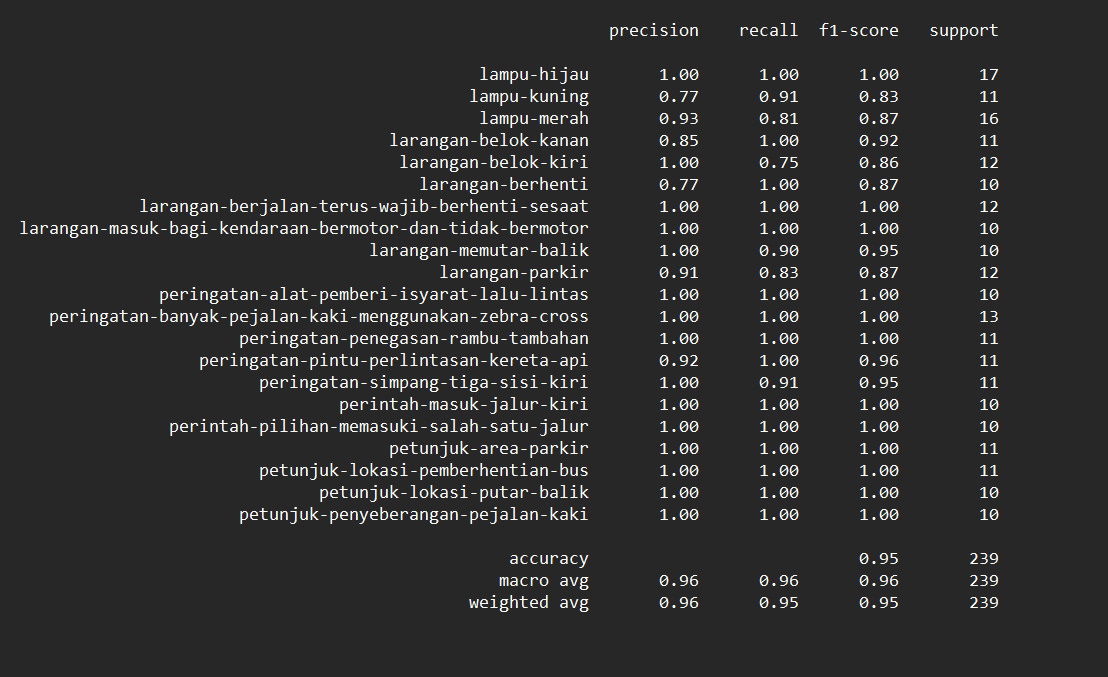 precision recall f1-score support
lampu-hijau 1.00 1.00 1.00 17
lampu-kuning 0.77 0.91 0.83 11
lampu-merah 0.93 0.81 0.87 16
larangan-belok-kanan 0.85 1.00 0.92 11
larangan-belok-kiri 1.00 0.75 0.86 12
larangan-berhenti 0.77 1.00 0.87 10
larangan-berjalan-terus-wajib-berhenti-sesaat 1.00 1.00 1.00 12
larangan-masuk-bagi-kendaraan-bermotor-dan-tidak-bermotor 1.00 1.00 1.00 10
larangan-memutar-balik 1.00 0.90 0.95 10
larangan-parkir 0.91 0.83 0.87 12
peringatan-alat-pemberi-isyarat-lalu-lintas 1.00 1.00 1.00 10
peringatan-banyak-pejalan-kaki-menggunakan-zebra-cross 1.00 1.00 1.00 13
peringatan-penegasan-rambu-tambahan 1.00 1.00 1.00 11
peringatan-pintu-perlintasan-kereta-api 0.92 1.00 0.96 11
peringatan-simpang-tiga-sisi-kiri 1.00 0.91 0.95 11
perintah-masuk-jalur-kiri 1.00 1.00 1.00 10
perintah-pilihan-memasuki-salah-satu-jalur 1.00 1.00 1.00 10
petunjuk-area-parkir 1.00 1.00 1.00 11
petunjuk-lokasi-pemberhentian-bus 1.00 1.00 1.00 11
petunjuk-lokasi-putar-balik 1.00 1.00 1.00 10
petunjuk-penyeberangan-pejalan-kaki 1.00 1.00 1.00 10
accuracy 0.95 239
macro avg 0.96 0.96 0.96 239
weighted avg 0.96 0.95 0.95 239